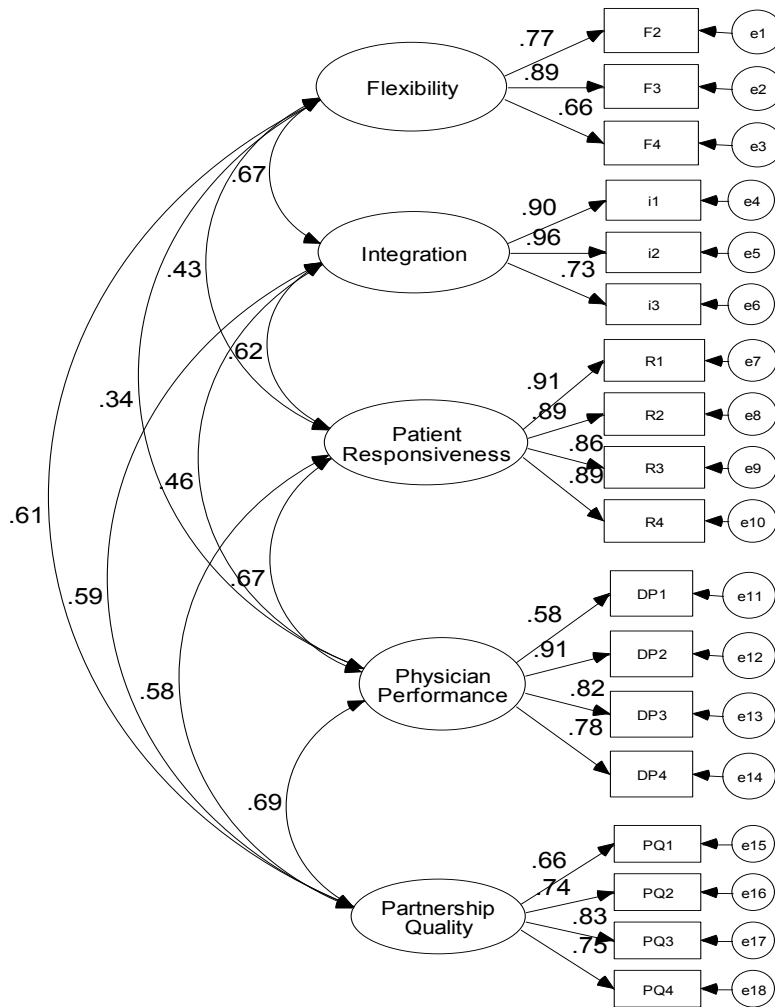 .77
F2
e1
.89
F3
e2
Flexibility
.66
F4
e3
.67
.90
i1
e4
.96
i2
e5
Integration
.73
i3
e6
.43
.62
.91
R1
e7
.89
R2
e8
Patient
Responsiveness
.86
R3
e9
.89
R4
e10
.34
.46
.61
.59
.67
.58
DP1
e11
.91
DP2
e12
Physician
Performance
.82
DP3
e13
.78
DP4
e14
.58
.69
.66
PQ1
e15
.74
PQ2
e16
Partnership
Quality
.83
PQ3
e17
.75
PQ4
e18